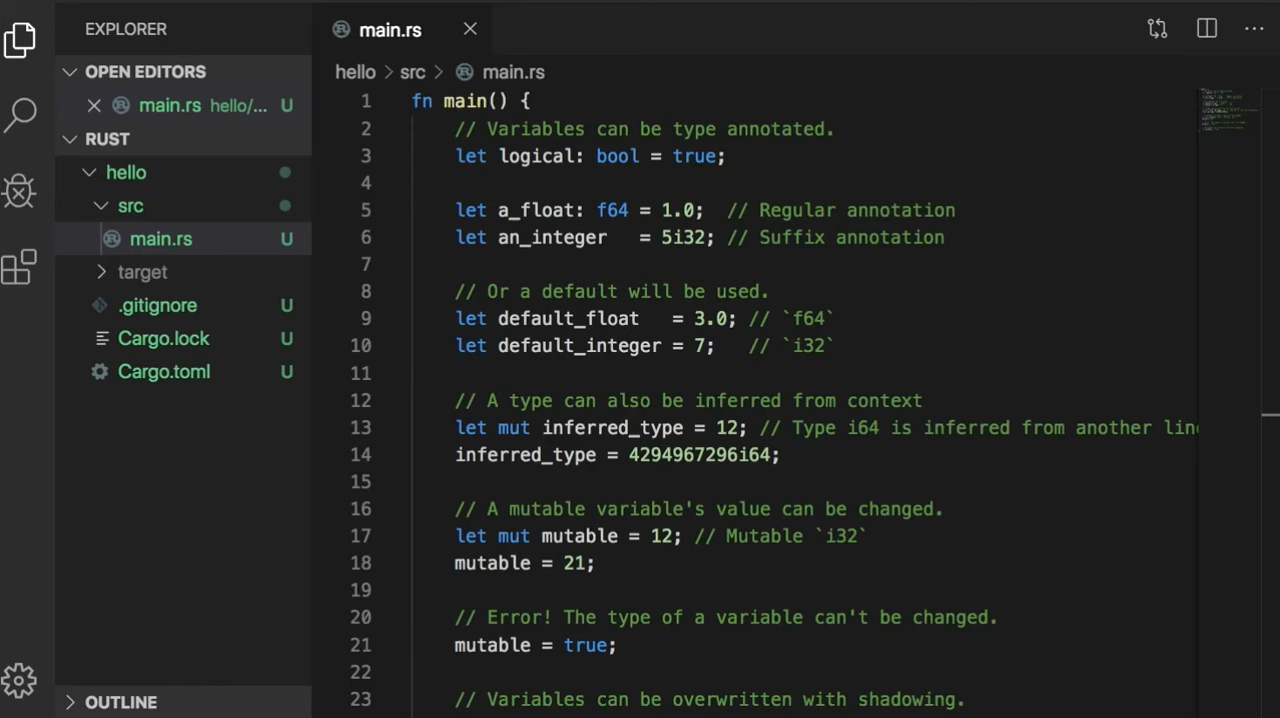 EXPLORER
OPEN EDITORS
main.rs hello/... U
RUST
hello
src
main.rs U
target
.gitignore U
Cargo.lock U
Cargo.toml U
OUTLINE
main.rs
hello > src > main.rs
1 fn main() {
2 // Variables can be type annotated.
3 let logical: bool = true;
4
5 let a_float: f64 = 1.0;  // Regular annotation
6 let an_integer   = 5i32; // Suffix annotation
7
8 // Or a default will be used.
9 let default_float   = 3.0; // `f64`
10 let default_integer = 7;   // `i32`
11
12 // A type can also be inferred from context
13 let mut inferred_type = 12; // Type i64 is inferred from another lin
14 inferred_type = 4294967296i64;
15
16 // A mutable variable's value can be changed.
17 let mut mutable = 12; // Mutable `i32`
18 mutable = 21;
19
20 // Error! The type of a variable can't be changed.
21 mutable = true;
22
23 // Variables can be overwritten with shadowing.